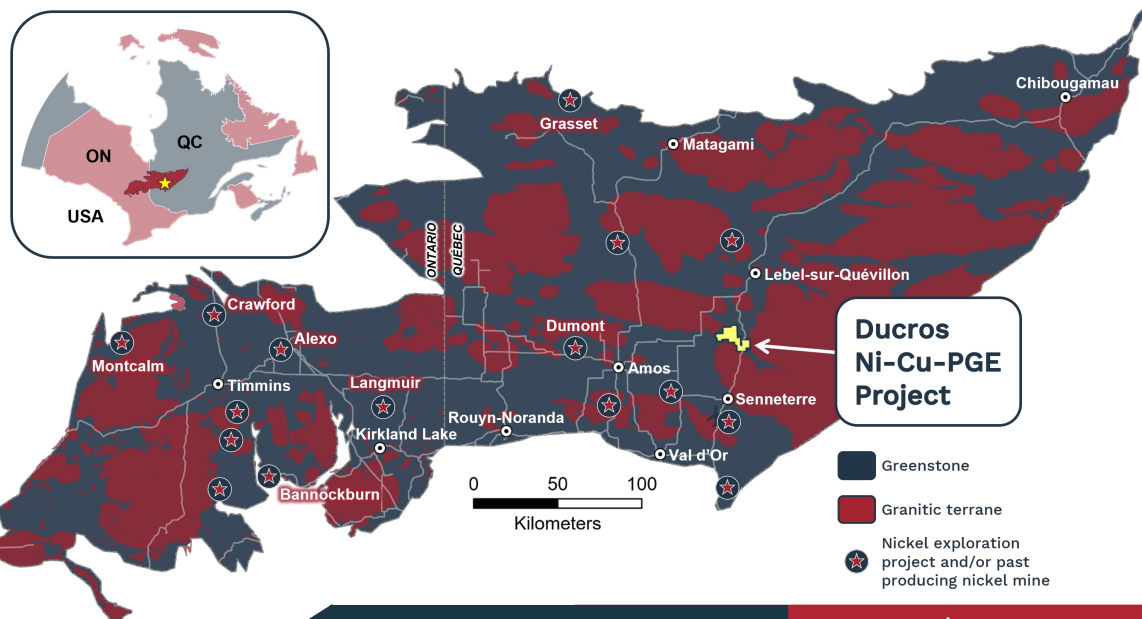 ON
QC
USA
Chibougamau
Grasset
Matagami
ONTARIO
QUÉBEC
Lebel-sur-Quévillon
Crawford
Alexo
Montcalm
Dumont
Ducros
Ni-Cu-PGE
Project
Timmins
Langmuir
Amos
Senneterre
Rouyn-Noranda
Kirkland Lake
Val d'Or
Bannockburn
0 50 100
Kilometers
Greenstone
Granitic terrane
Nickel exploration
project and/or past
producing nickel mine